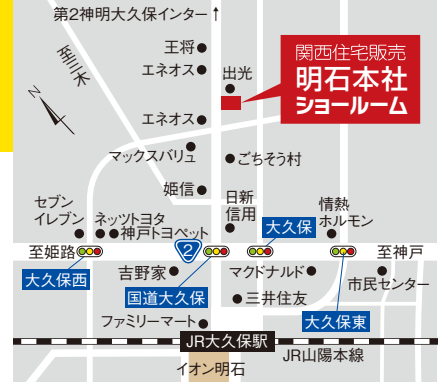 第2神明大久保インター↑
至三木
N
王将
エネオス
出光
関西住宅販売
明石本社
ショールーム
エネオス
マックスバリュ
ごちそう村
姫信
セブン
イレブン
ネッツトヨタ
神戸トヨペット
日新
信用
大久保
情熱
ホルモン
至姫路
2
至神戸
大久保西
吉野家
国道大久保
マクドナルド
三井住友
大久保東
市民センター
ファミリーマート
JR大久保駅
JR山陽本線
イオン明石